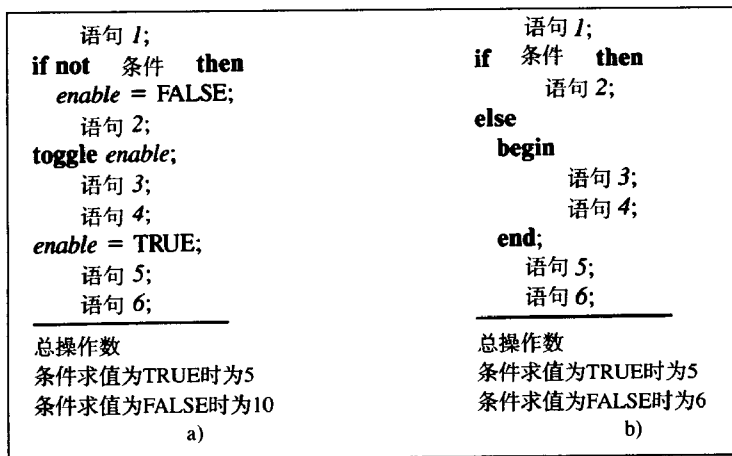 语句 1;
if not 条件 then
enable = FALSE;
语句 2;
toggle enable;
语句 3;
语句 4;
enable = TRUE;
语句 5;
语句 6;
总操作数
条件求值为TRUE时为5
条件求值为FALSE时为10
a)
语句 1;
if 条件 then
语句 2;
else
begin
语句 3;
语句 4;
end;
语句 5;
语句 6;
总操作数
条件求值为TRUE时为5
条件求值为FALSE时为6
b)